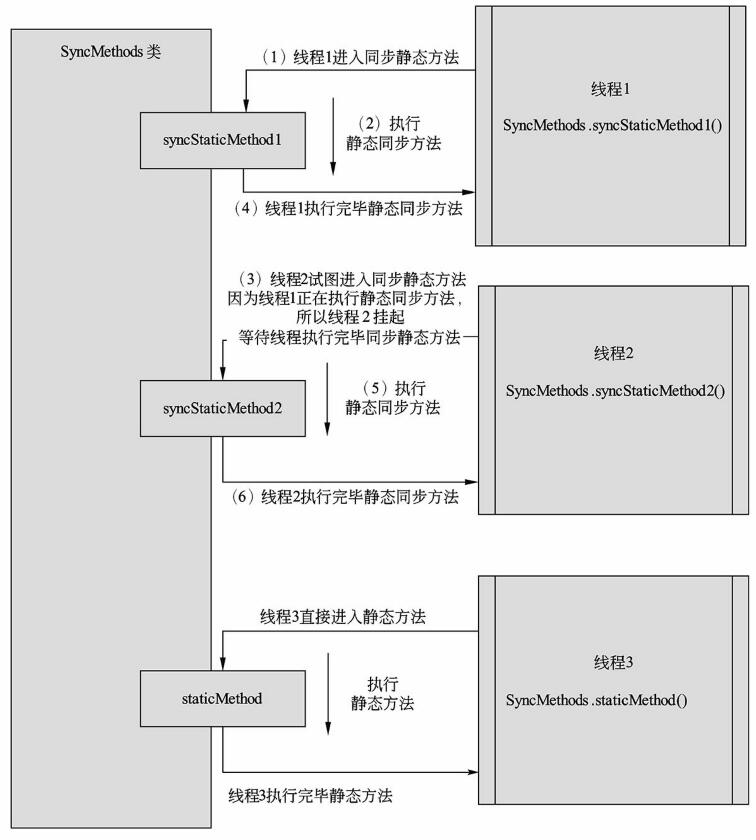 SyncMethods 类
(1)线程1进入同步静态方法
syncStaticMethod1
(2)执行
静态同步方法
(4)线程1执行完毕静态同步方法
线程1
SyncMethods .syncStaticMethod1()
(3)线程2试图进入同步静态方法
因为线程1正在执行静态同步方法,
所以线程2挂起
等待线程执行完毕同步静态方法
syncStaticMethod2
(5)执行
静态同步方法
(6)线程2执行完毕静态同步方法
线程2
SyncMethods .syncStaticMethod2()
线程3直接进入静态方法
staticMethod
执行
静态方法
线程3执行完毕静态方法
线程3
SyncMethods .staticMethod()